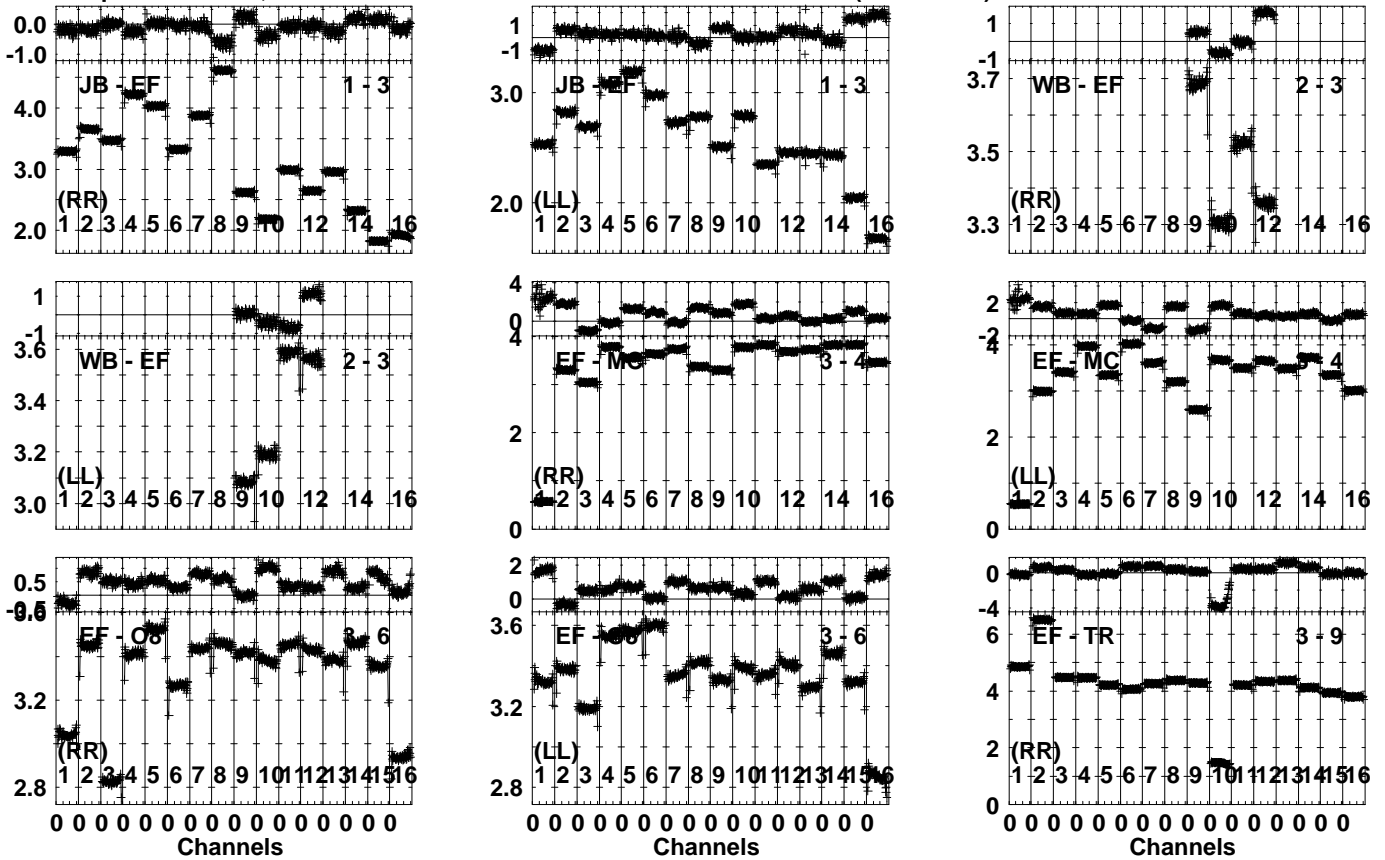 0.0
-1.0
JB - EF 1 - 3
4.0
3.0
2.0
(RR)
1 2 3 4 5 6 7 8 9 10 12 14 16
1
-1
JB - EF 1 - 3
3.0
2.0
(LL)
1 2 3 4 5 6 7 8 9 10 12 14 16
1
-1
3.7
WB - EF 2 - 3
3.5
3.3
(RR)
1 2 3 4 5 6 7 8 9 10 12 14 16
1
-1
3.6
WB - EF 2 - 3
3.4
3.2
3.0
(LL)
1 2 3 4 5 6 7 8 9 10 12 14 16
4
0
4
EF - MC 3 - 4
2
0
(RR)
1 2 3 4 5 6 7 8 9 10 12 14 16
2
-2
4
EF - MC 3 - 4
2
0
(LL)
1 2 3 4 5 6 7 8 9 10 12 14 16
0.5
-0.5
EF - O8 3 - 6
3.2
2.8
(RR)
1 2 3 4 5 6 7 8 9 10 11 12 13 14 15 16
0 0 0 0 0 0 0 0 0 0 0 0 0 0 0 0
Channels
2
0
3.6
EF - O8 3 - 6
3.2
2.8
(LL)
1 2 3 4 5 6 7 8 9 10 11 12 13 14 15 16
0 0 0 0 0 0 0 0 0 0 0 0 0 0 0 0
Channels
0
-4
6
EF - TR 3 - 9
4
2
0
(RR)
1 2 3 4 5 6 7 8 9 10 11 12 13 14 15 16
0 0 0 0 0 0 0 0 0 0 0 0 0 0 0 0
Channels